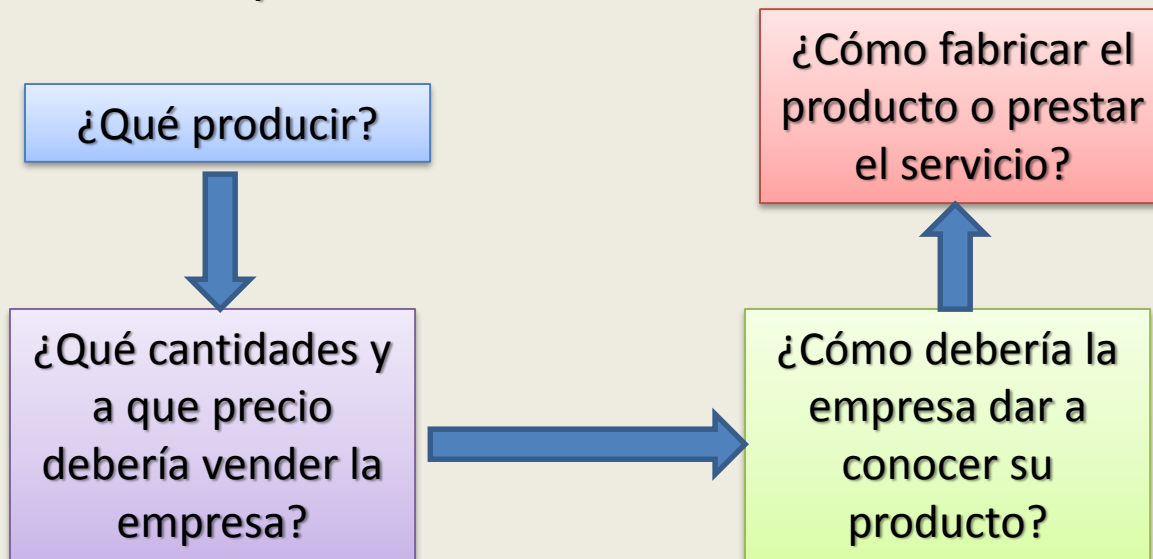 ¿Qué producir?
¿Qué cantidades y
a que precio
debería vender la
empresa?
¿Cómo debería la
empresa dar a
conocer su
producto?
¿Cómo fabricar el
producto o prestar
el servicio?